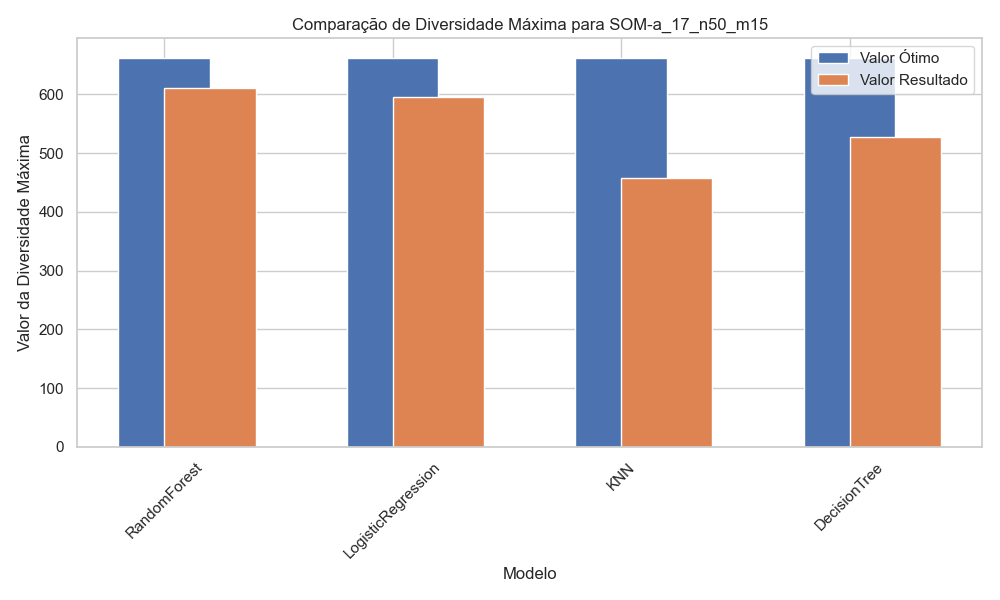 Comparação de Diversidade Máxima para SOM-a_17_n50_m15
Valor Ótimo
Valor Resultado
Valor da Diversidade Máxima
600
500
400
300
200
100
0
RandomForest
LogisticRegression
KNN
DecisionTree
Modelo